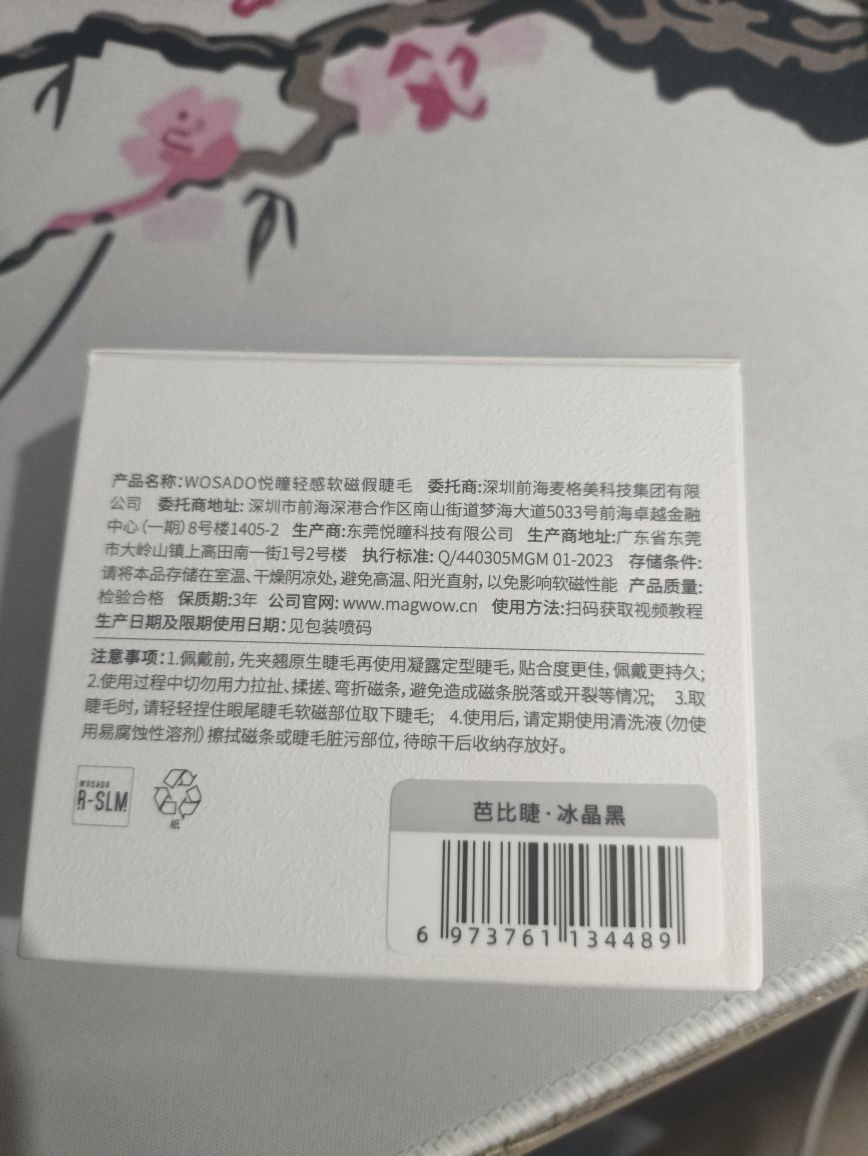 产品名称:WOSADO悦瞳轻感软磁假睫毛 委托商:深圳前海麦格美科技集团有限
公司 委托商地址: 深圳市前海深港合作区南山街道梦海大道5033号前海卓越金融
中心(一期)8号楼1405-2 生产商:东莞悦瞳科技有限公司 生产商地址:广东省东莞
市大岭山镇上高田南一街1号2号楼 执行标准: Q/440305MGM 01-2023 存储条件:
请将本品存储在室温、干燥阴凉处, 避免高温、阳光直射, 以免影响软磁性能 产品质量:
检验合格 保质期:3年 公司官网: www.magwow.cn 使用方法:扫码获取视频教程
生产日期及限期使用日期: 见包装喷码
注意事项:1.佩戴前, 先夹翘原生睫毛再使用凝露定型睫毛, 贴合度更佳, 佩戴更持久;
2.使用过程中切勿用力拉扯、揉搓、弯折磁条, 避免造成磁条脱落或开裂等情况; 3.取
睫毛时, 请轻轻捏住眼尾睫毛软磁部位取下睫毛; 4.使用后, 请定期使用清洗液 (勿使
用易腐蚀性溶剂) 擦拭磁条或睫毛脏污部位, 待晾干后收纳存放好。
WOSADO
R-SLM
纸
芭比睫·冰晶黑
6 973761 134489